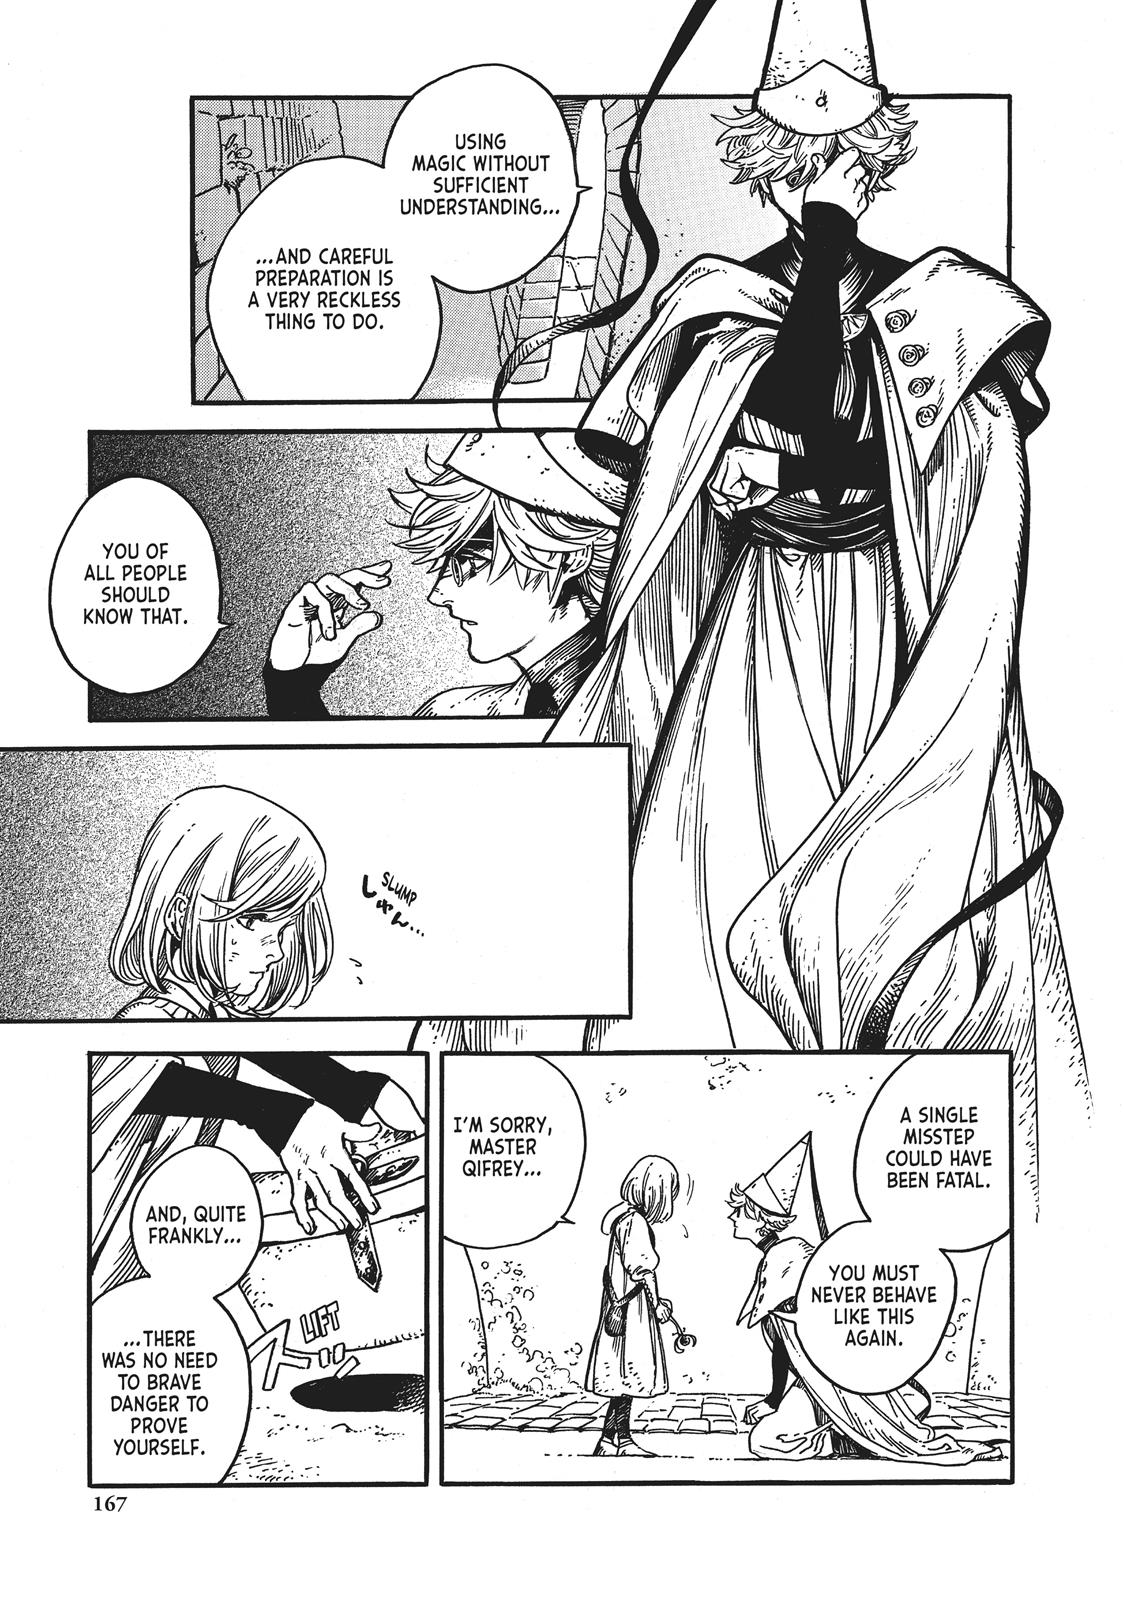 USING
MAGIC WITHOUT
SUFFICIENT
UNDERSTANDING...
...AND CAREFUL
PREPARATION IS
A VERY RECKLESS
THING TO DO.
YOU OF
ALL PEOPLE
SHOULD
KNOW THAT.
SLUMP
しゅん...
A SINGLE
MISSTEP
COULD HAVE
BEEN FATAL.
I'M SORRY,
MASTER
QIFREY...
YOU MUST
NEVER BEHAVE
LIKE THIS
AGAIN.
AND, QUITE
FRANKLY...
LIFT
スッ
...THERE
WAS NO NEED
TO BRAVE
DANGER TO
PROVE
YOURSELF.
167